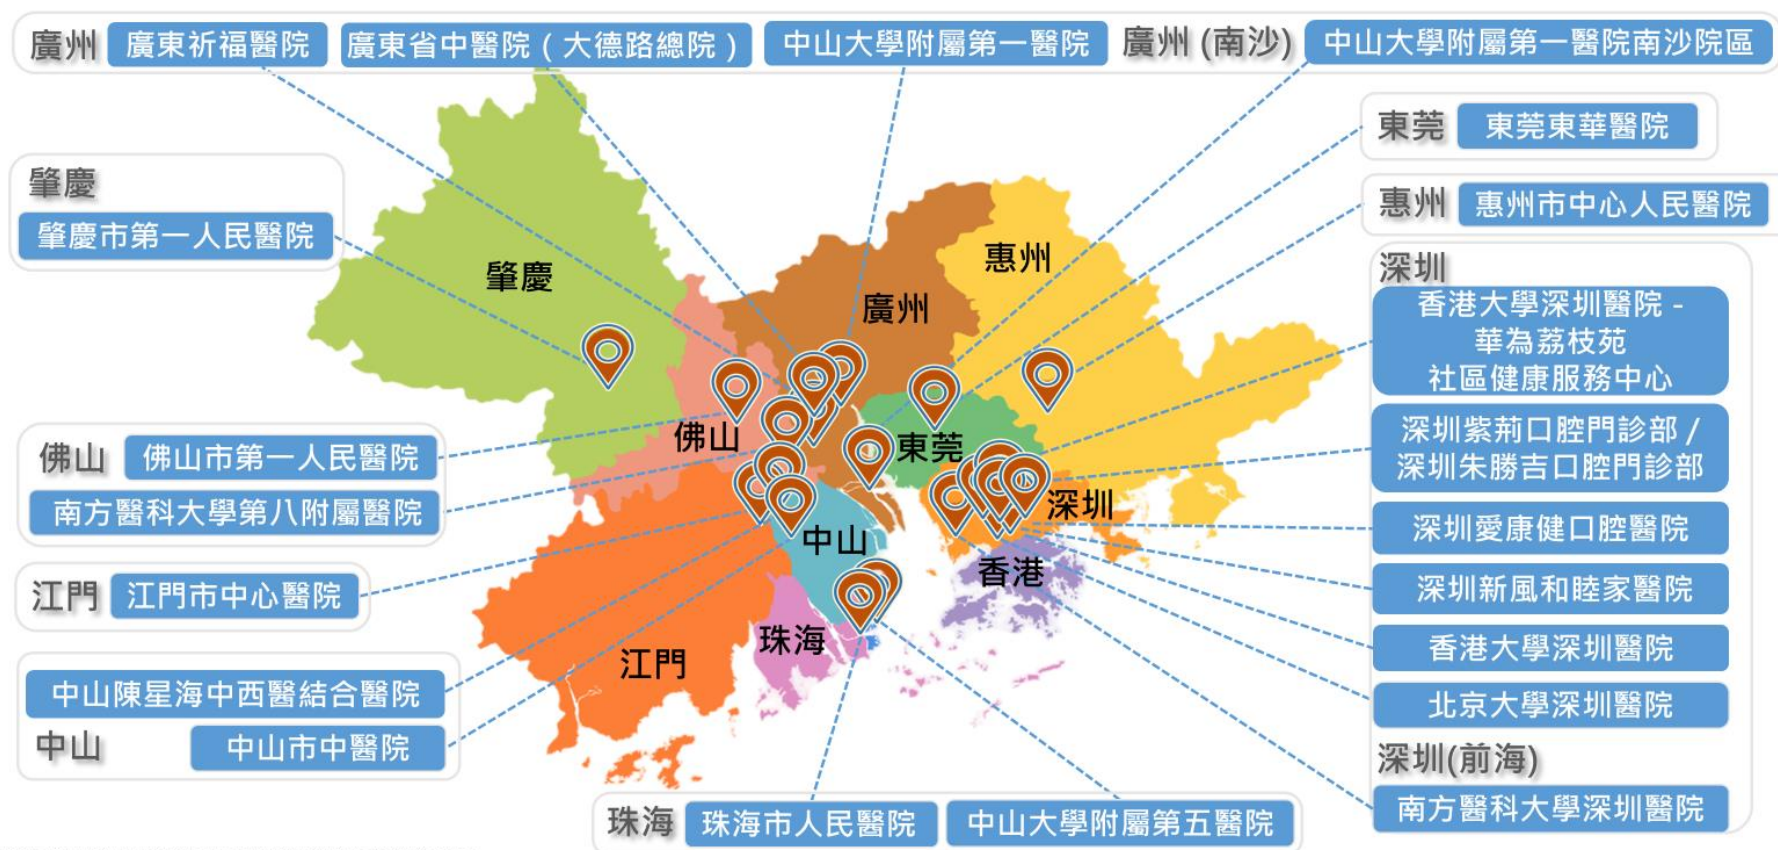 廣州
廣東祈福醫院
廣東省中醫院（大德路總院）
中山大學附屬第一醫院
廣州 (南沙)
中山大學附屬第一醫院南沙院區
東莞
東莞東華醫院
肇慶
肇慶市第一人民醫院
惠州
惠州市中心人民醫院
深圳
香港大學深圳醫院 -
華為荔枝苑
社區健康服務中心
深圳紫荊口腔門診部 /
深圳朱勝吉口腔門診部
深圳愛康健口腔醫院
深圳新風和睦家醫院
香港大學深圳醫院
北京大學深圳醫院
深圳(前海)
南方醫科大學深圳醫院
肇慶
惠州
廣州
佛山
東莞
深圳
中山
香港
珠海
江門
佛山
佛山市第一人民醫院
南方醫科大學第八附屬醫院
江門
江門市中心醫院
中山陳星海中西醫結合醫院
中山
中山市中醫院
珠海
珠海市人民醫院
中山大學附屬第五醫院